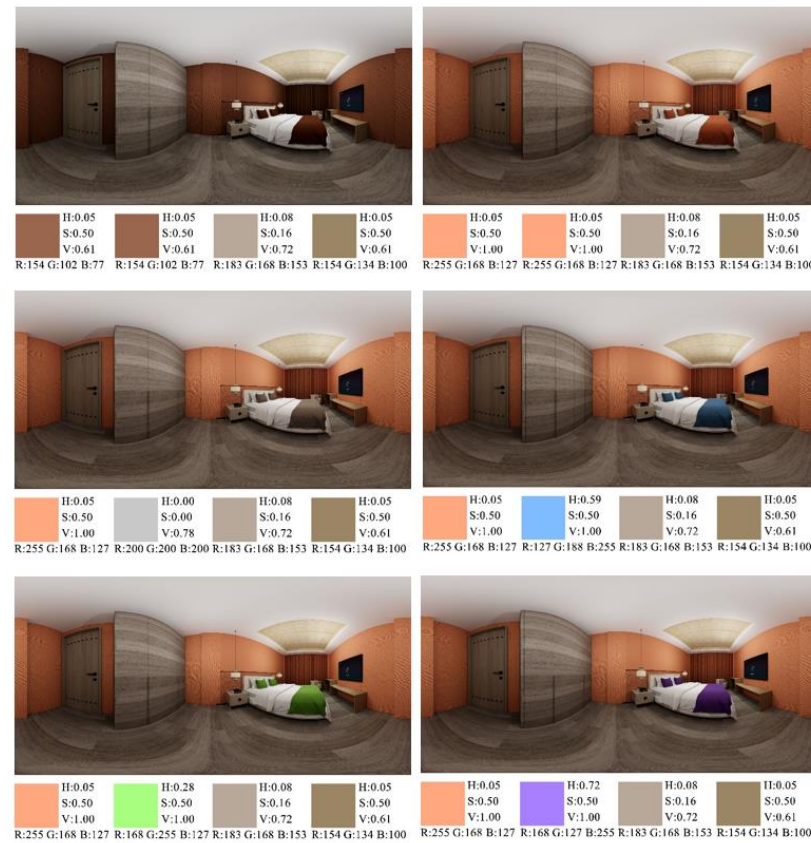 H:0.05 H:0.05 H:0.08 H:0.05
S:0.50 S:0.50 S:0.16 S:0.50
V:0.61 V:0.61 V:0.72 V:0.61
R:154 G:102 B:77 R:154 G:102 B:77 R:183 G:168 B:153 R:154 G:134 B:100
H:0.05 H:0.05 H:0.08 H:0.05
S:0.50 S:0.50 S:0.16 S:0.50
V:1.00 V:1.00 V:0.72 V:0.61
R:255 G:168 B:127 R:255 G:168 B:127 R:183 G:168 B:153 R:154 G:134 B:100
H:0.05 H:0.00 H:0.08 H:0.05
S:0.50 S:0.00 S:0.16 S:0.50
V:1.00 V:0.78 V:0.72 V:0.61
R:255 G:168 B:127 R:200 G:200 B:200 R:183 G:168 B:153 R:154 G:134 B:100
H:0.05 H:0.59 H:0.08 H:0.05
S:0.50 S:0.50 S:0.16 S:0.50
V:1.00 V:1.00 V:0.72 V:0.61
R:255 G:168 B:127 R:127 G:188 B:255 R:183 G:168 B:153 R:154 G:134 B:100
H:0.05 H:0.28 H:0.08 H:0.05
S:0.50 S:0.50 S:0.16 S:0.50
V:1.00 V:1.00 V:0.72 V:0.61
R:255 G:168 B:127 R:168 G:255 B:127 R:183 G:168 B:153 R:154 G:134 B:100
H:0.05 H:0.72 H:0.08 H:0.05
S:0.50 S:0.50 S:0.16 S:0.50
V:1.00 V:1.00 V:0.72 V:0.61
R:255 G:168 B:127 R:168 G:127 B:255 R:183 G:168 B:153 R:154 G:134 B:100